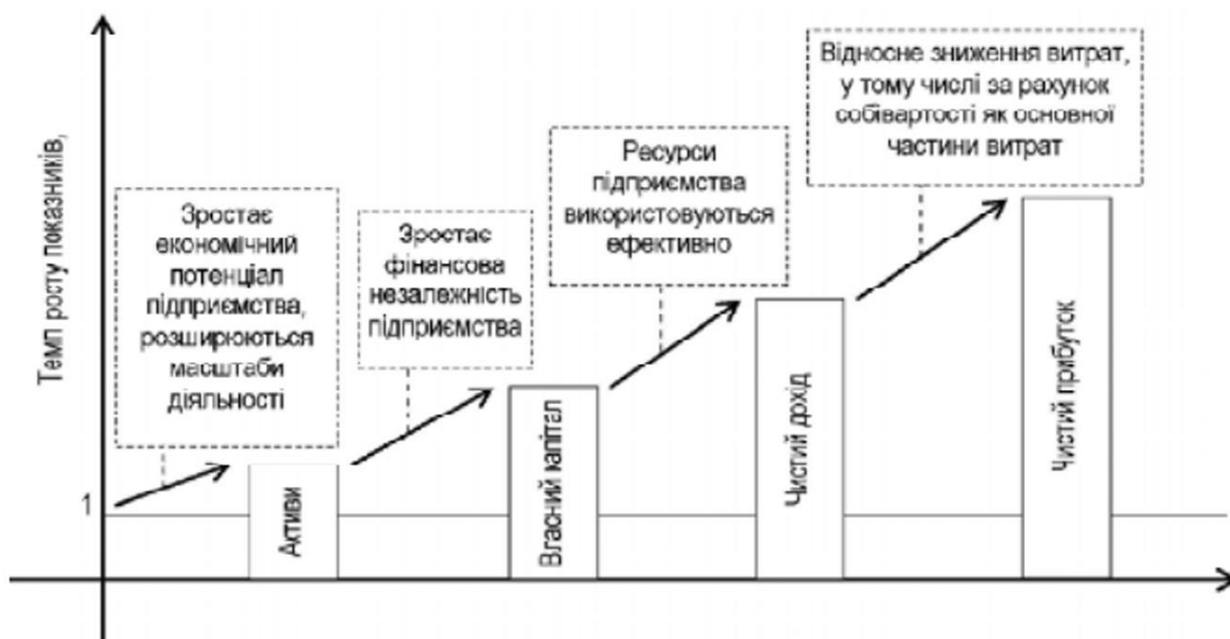 Темп росту показників,
1
Зростає
економічний
потенціал
підприємства,
розширюються
масштаби
діяльності
Зростає
фінансова
незалежність
підприємства
Ресурси
підприємства
використовуються
ефективно
Відносне зниження витрат,
у тому числі за рахунок
собівартості як основної
частини витрат
Активи
Власний капітал
Чистий дохід
Чистий прибуток